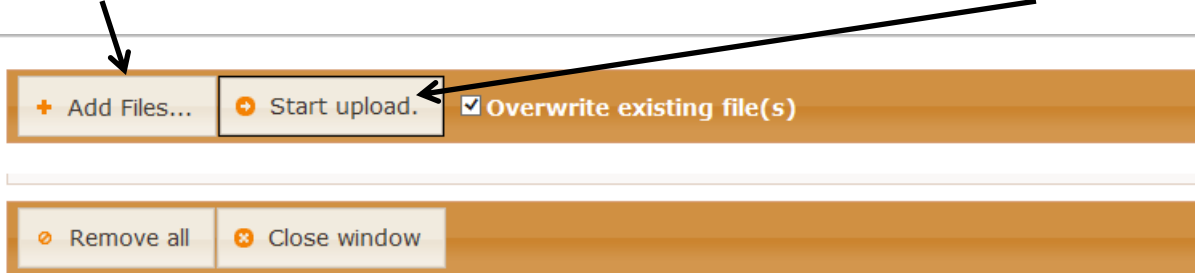 Add Files... Start upload. Overwrite existing file(s)
Remove all Close window